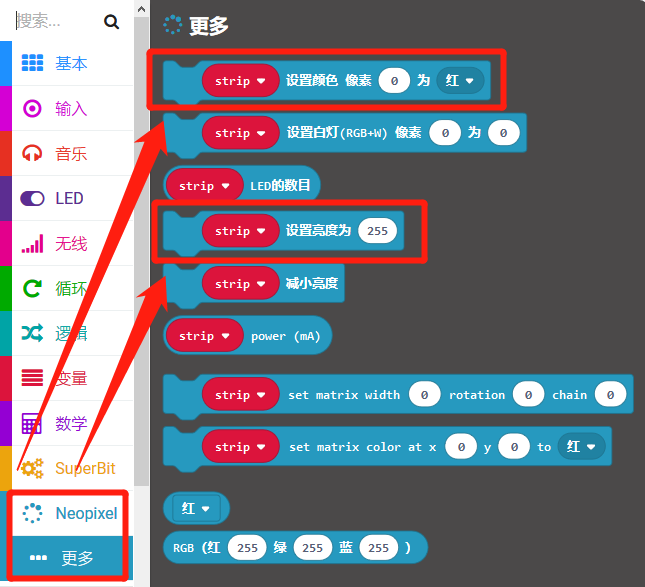 搜索...
基本
输入
音乐
LED
无线
循环
逻辑
变量
数学
SuperBit
Neopixel
更多
更多
strip 设置颜色 像素 0 为 红
strip 设置白灯(RGB+W) 像素 0 为 0
strip LED的数目
strip 设置亮度为 255
strip 减小亮度
strip power (mA)
strip set matrix width 0 rotation 0 chain 0
strip set matrix color at x 0 y 0 to 红
红
RGB (红 255 绿 255 蓝 255 )